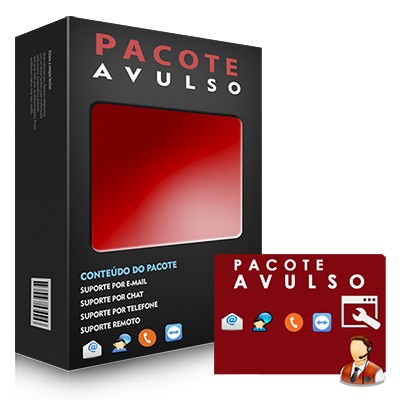 PACOTE
AVULSO
CONTEÚDO DO PACOTE
SUPORTE POR E-MAIL
SUPORTE POR CHAT
SUPORTE POR TELEFONE
SUPORTE REMOTO
PACOTE
AVULSO